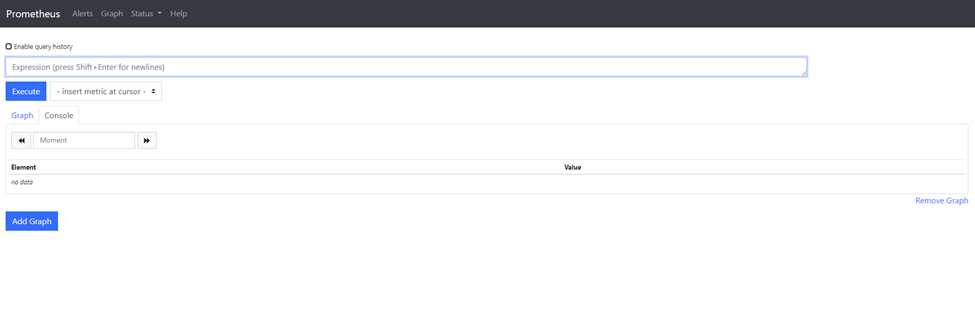 Prometheus Alerts Graph Status Help
Enable query history
Expression (press Shift+Enter for newlines)
Execute - insert metric at cursor -
Graph Console
Moment
Element Value
no data
Remove Graph
Add Graph